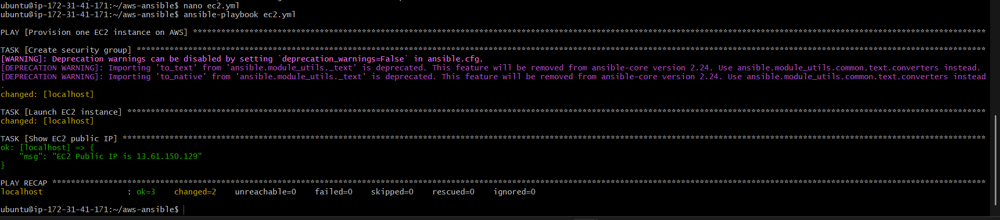 ubuntu@ip-172-31-41-171:~/aws-ansible$ nano ec2.yml
ubuntu@ip-172-31-41-171:~/aws-ansible$ ansible-playbook ec2.yml
PLAY [Provision one EC2 instance on AWS] *************************************************************************************************************************************************************************
TASK [Create security group] *************************************************************************************************************************************************************************************
[WARNING]: Deprecation warnings can be disabled by setting `deprecation_warnings=False` in ansible.cfg.
[DEPRECATION WARNING]: Importing 'to_text' from 'ansible.module_utils._text' is deprecated. This feature will be removed from ansible-core version 2.24. Use ansible.module_utils.common.text.converters instead.
[DEPRECATION WARNING]: Importing 'to_native' from 'ansible.module_utils._text' is deprecated. This feature will be removed from ansible-core version 2.24. Use ansible.module_utils.common.text.converters instead
.
changed: [localhost]
TASK [Launch EC2 instance] ***************************************************************************************************************************************************************************************
changed: [localhost]
TASK [Show EC2 public IP] ****************************************************************************************************************************************************************************************
ok: [localhost] => {
    "msg": "EC2 Public IP is 13.61.150.129"
}
PLAY RECAP *******************************************************************************************************************************************************************************************************
localhost                  : ok=3    changed=2    unreachable=0    failed=0    skipped=0    rescued=0    ignored=0
ubuntu@ip-172-31-41-171:~/aws-ansible$